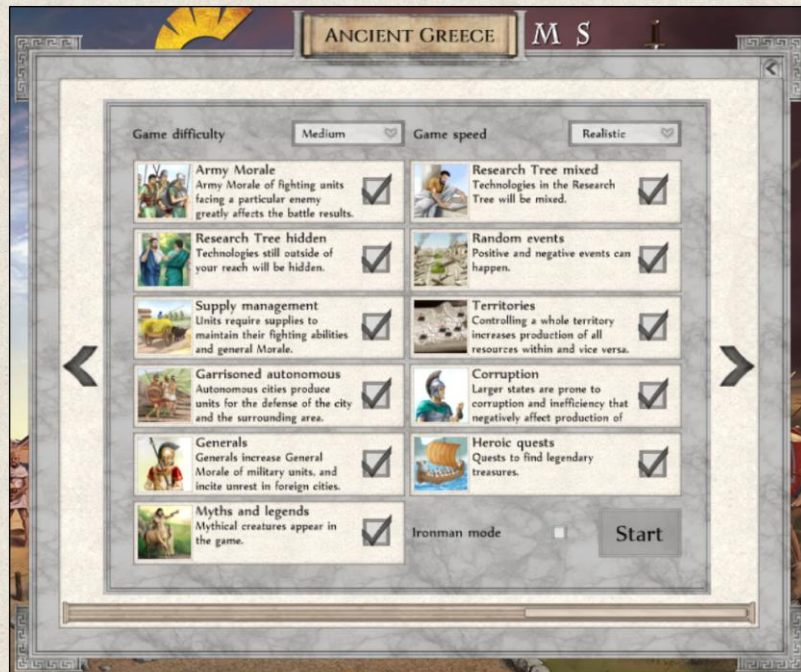 ANCIENT GREECE
M S
Game difficulty
Medium
Game speed
Realistic
Army Morale
Army Morale of fighting units
facing a particular enemy
greatly affects the battle results.
Research Tree mixed
Technologies in the Research
Tree will be mixed.
Research Tree hidden
Technologies still outside of
your reach will be hidden.
Random events
Positive and negative events can
happen.
Supply management
Units require supplies to
maintain their fighting abilities
and general Morale.
Territories
Controlling a whole territory
increases production of all
resources within and vice versa.
Garrisoned autonomous
Autonomous cities produce
units for the defense of the city
and the surrounding area.
Corruption
Larger states are prone to
corruption and inefficiency that
negatively affect production of
Generals
Generals increase General
Morale of military units, and
incite unrest in foreign cities.
Heroic quests
Quests to find legendary
treasures.
Myths and legends
Mythical creatures appear in
the game.
Ironman mode
Start